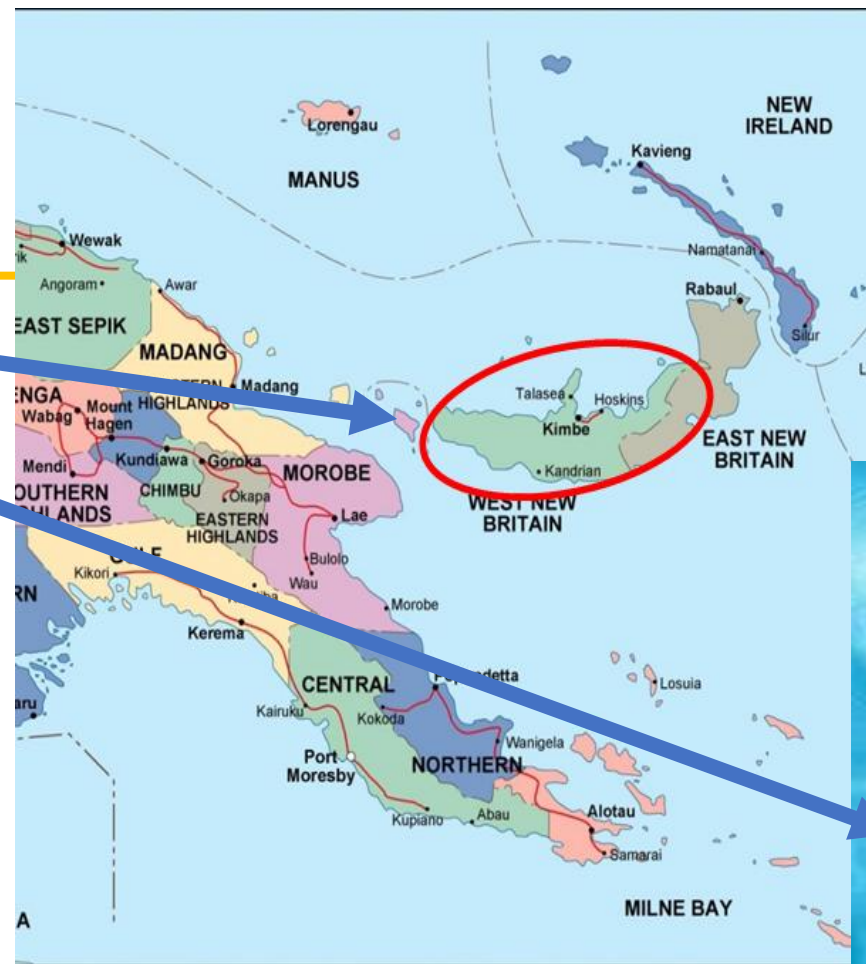 NEW
IRELAND
Lorengau
MANUS
Kavieng
Wewak
Angoram
Awar
Namatanai
Rabaul
EAST SEPIK
Silur
MADANG
Madang
Talasea
Hoskins
Kimbe
Wabag
Mount
Hagen
HIGHLANDS
Kundiawa
Goroka
MOROBE
EAST NEW
BRITAIN
Mendi
CHIMBU
Okapa
Kandrian
WEST NEW
BRITAIN
EASTERN
HIGHLANDS
Lae
Bulolo
Kikori
Wau
Morobe
Kerema
CENTRAL
Losuia
Kairuku
Kokoda
Wanigela
Port
Moresby
NORTHERN
Kupiano
Abau
Alotau
Samarai
MILNE BAY